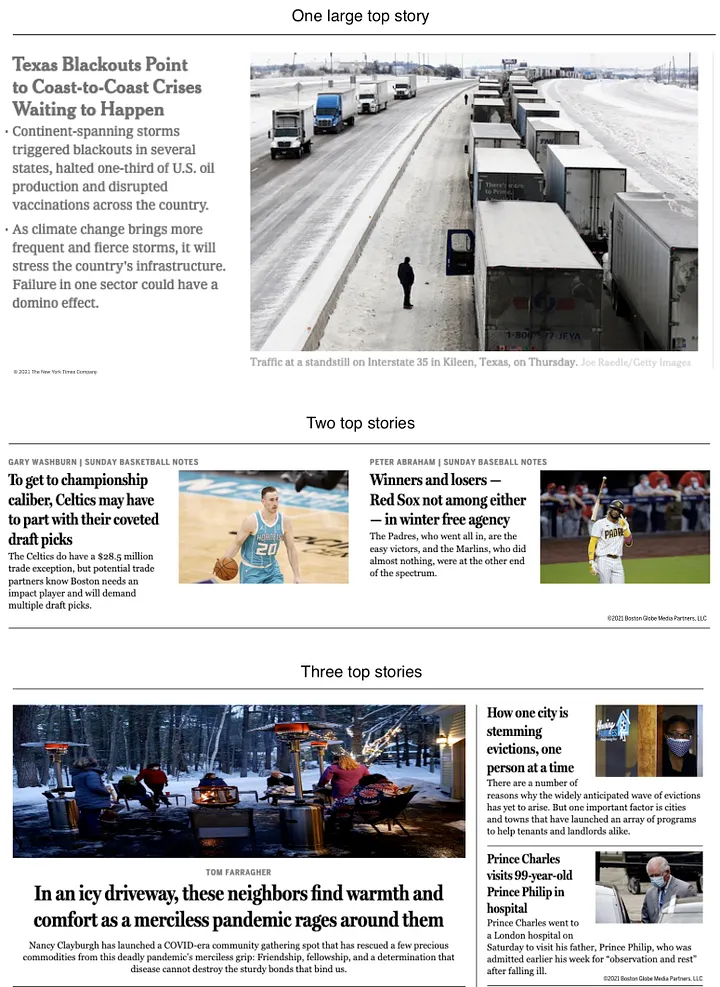 One large top story
Texas Blackouts Point
to Coast-to-Coast Crises
Waiting to Happen
• Continent-spanning storms
triggered blackouts in several
states, halted one-third of U.S. oil
production and disrupted
vaccinations across the country.
• As climate change brings more
frequent and fierce storms, it will
stress the country's infrastructure.
Failure in one sector could have a
domino effect.
© 2021 The New York Times Company
There's more
to Prime.
Traffic at a standstill on Interstate 35 in Kileen, Texas, on Thursday. Joe Raedle/Getty Images
Two top stories
GARY WASHBURN | SUNDAY BASKETBALL NOTES
To get to championship
caliber, Celtics may have
to part with their coveted
draft picks
The Celtics do have a $28.5 million
trade exception, but potential trade
partners know Boston needs an
impact player and will demand
multiple draft picks.
HORNETS
20
PETER ABRAHAM | SUNDAY BASEBALL NOTES
Winners and losers —
Red Sox not among either
— in winter free agency
The Padres, who went all in, are the
easy victors, and the Marlins, who did
almost nothing, were at the other end
of the spectrum.
©2021 Boston Globe Media Partners, LLC
Three top stories
TOM FARRAGHER
In an icy driveway, these neighbors find warmth and
comfort as a merciless pandemic rages around them
Nancy Clayburgh has launched a COVID-era community gathering spot that has rescued a few precious
commodities from this deadly pandemic's merciless grip: Friendship, fellowship, and a determination that
disease cannot destroy the sturdy bonds that bind us.
How one city is
stemming
evictions, one
person at a time
There are a number of
reasons why the widely anticipated wave of evictions
has yet to arise. But one important factor is cities
and towns that have launched an array of programs
to help tenants and landlords alike.
Prince Charles
visits 99-year-old
Prince Philip in
hospital
Prince Charles went to
a London hospital on
Saturday to visit his father, Prince Philip, who was
admitted earlier his week for "observation and rest"
after falling ill.
©2021 Boston Globe Media Partners, LLC